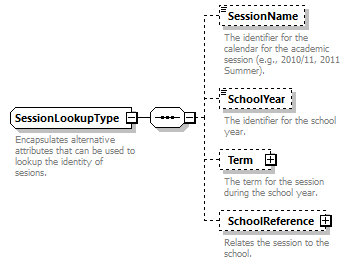 SessionName
The identifier for the
calendar for the academic
session (e.g., 2010/11, 2011
Summer).
SchoolYear
The identifier for the school
year.
SessionLookupType
Encapsulates alternative
attributes that can be used to
lookup the identity of
sesions.
Term
The term for the session
during the school year.
SchoolReference
Relates the session to the
school.